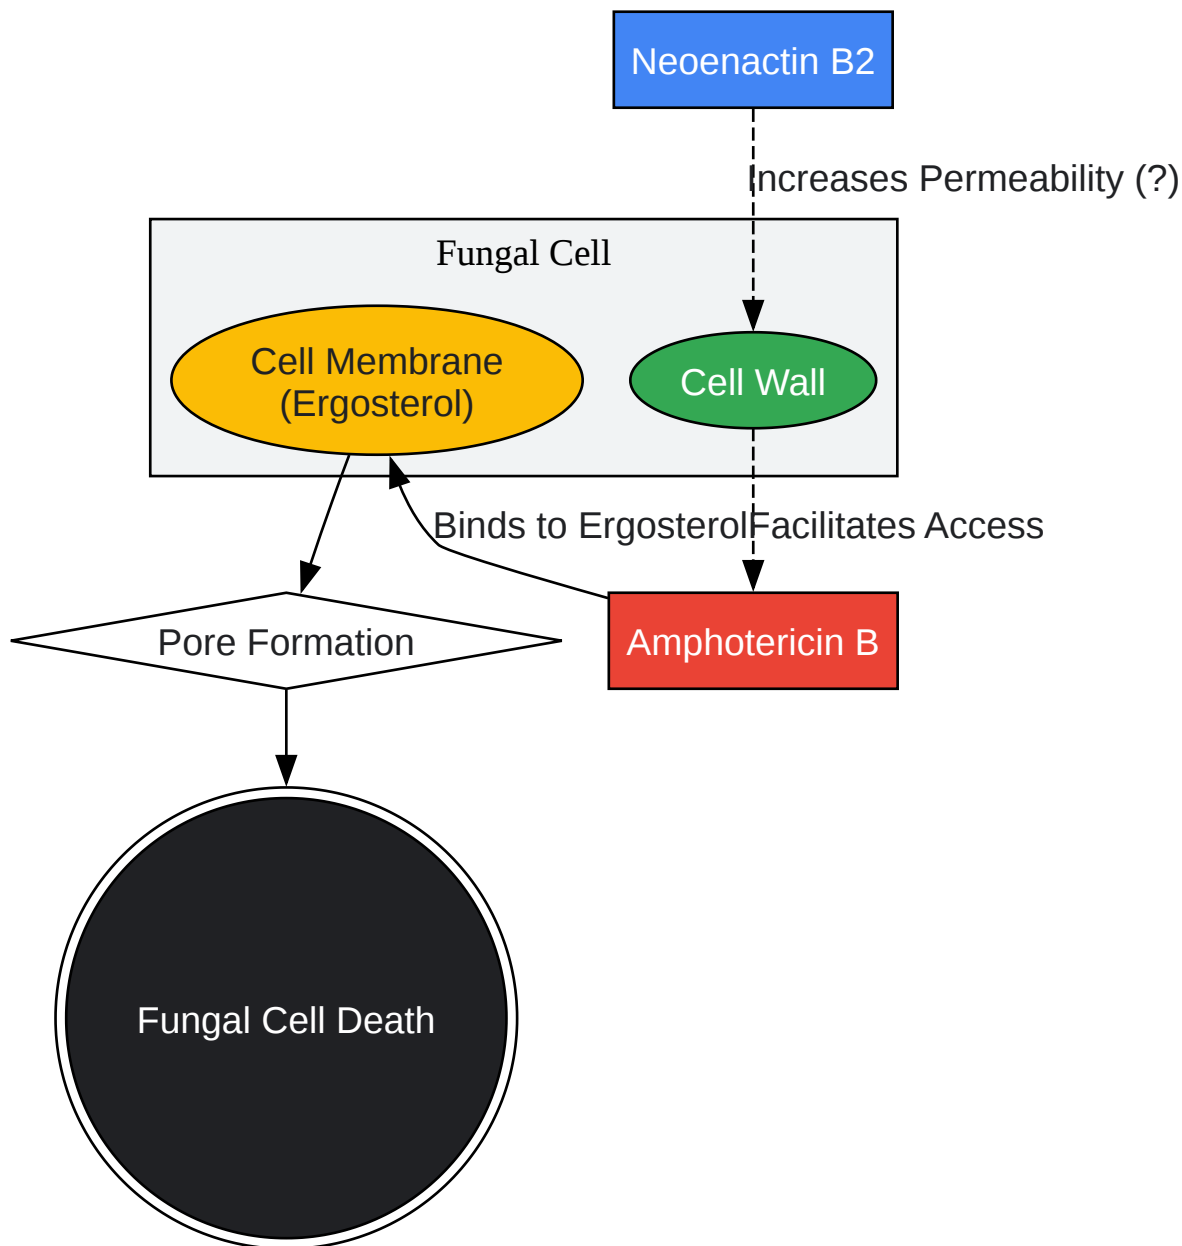 Neoenactin B2
Increases Permeability (?)
Fungal Cell
Cell Membrane
(Ergosterol)
Cell Wall
Binds to Ergosterol
Facilitates Access
Pore Formation
Amphotericin B
Fungal Cell Death